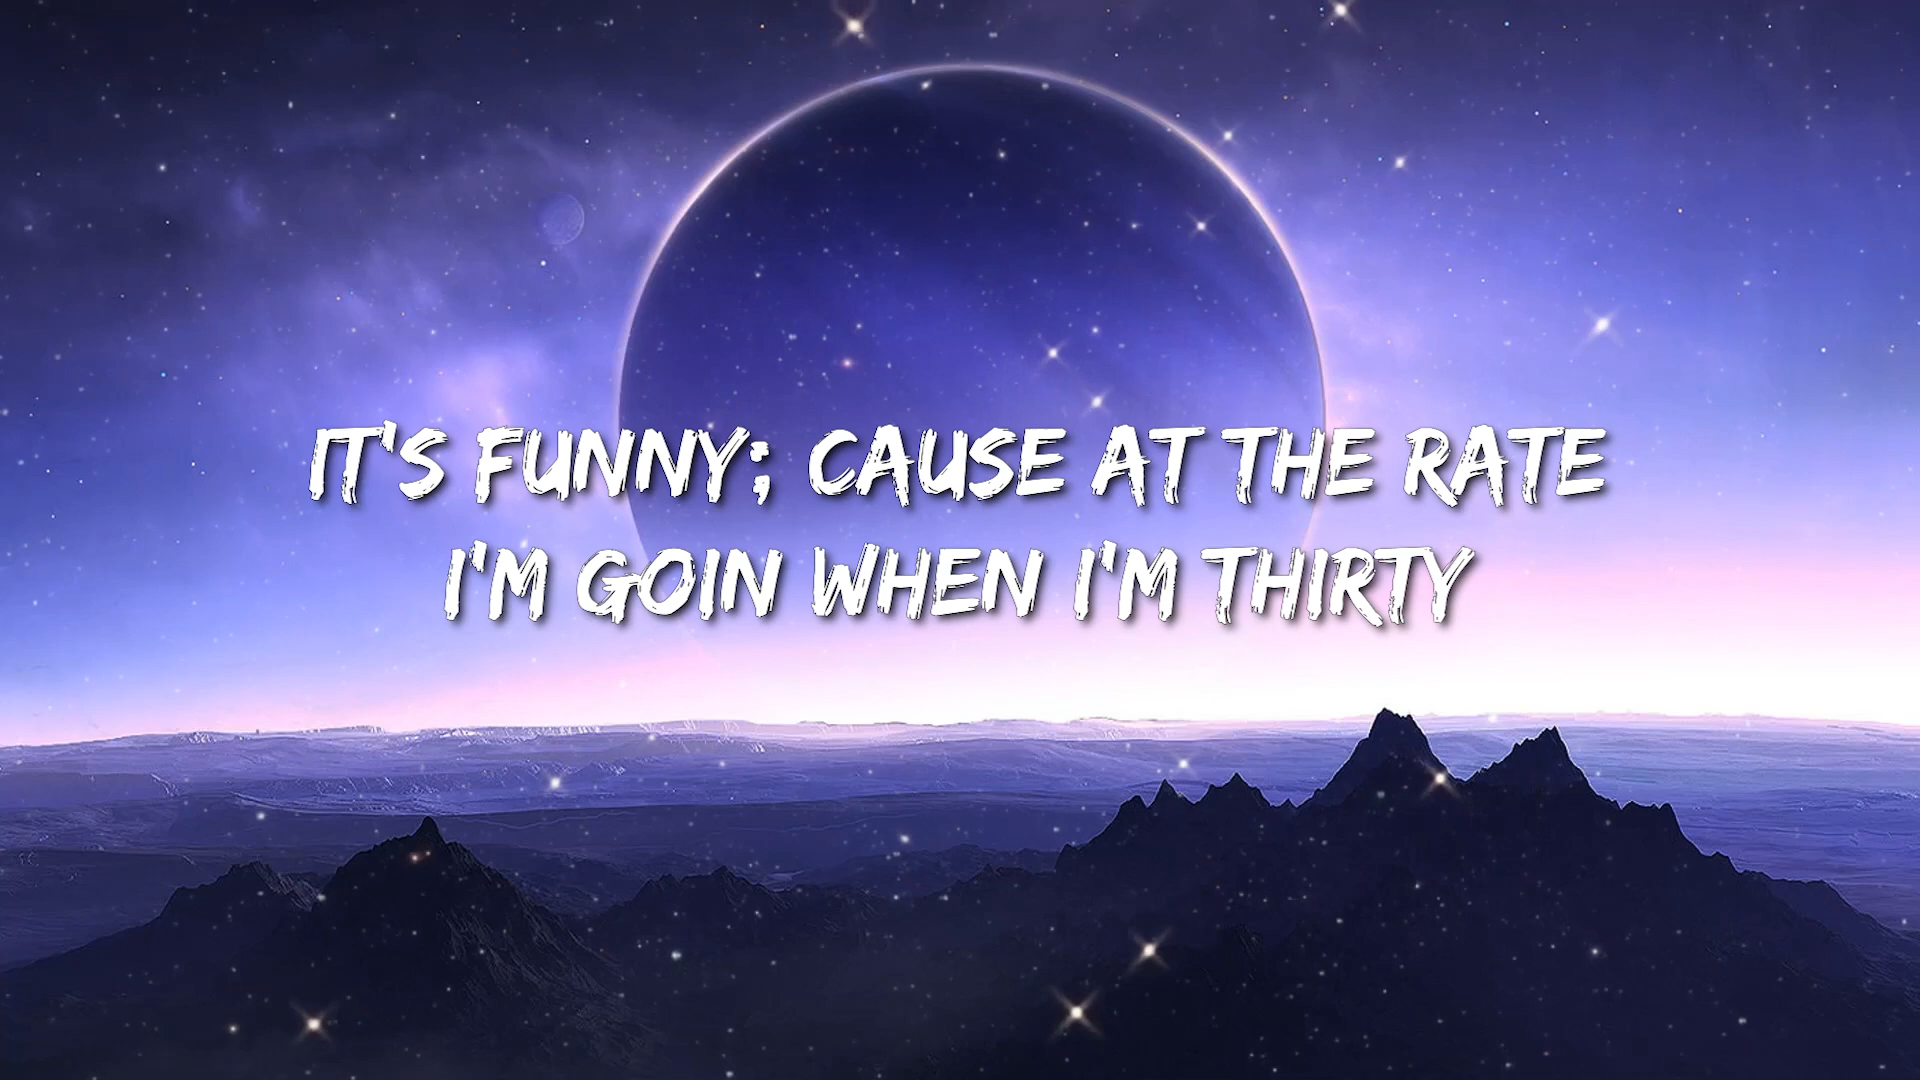 IT'S FUNNY; CAUSE AT THE RATE
I'M GOIN WHEN I'M THIRTY